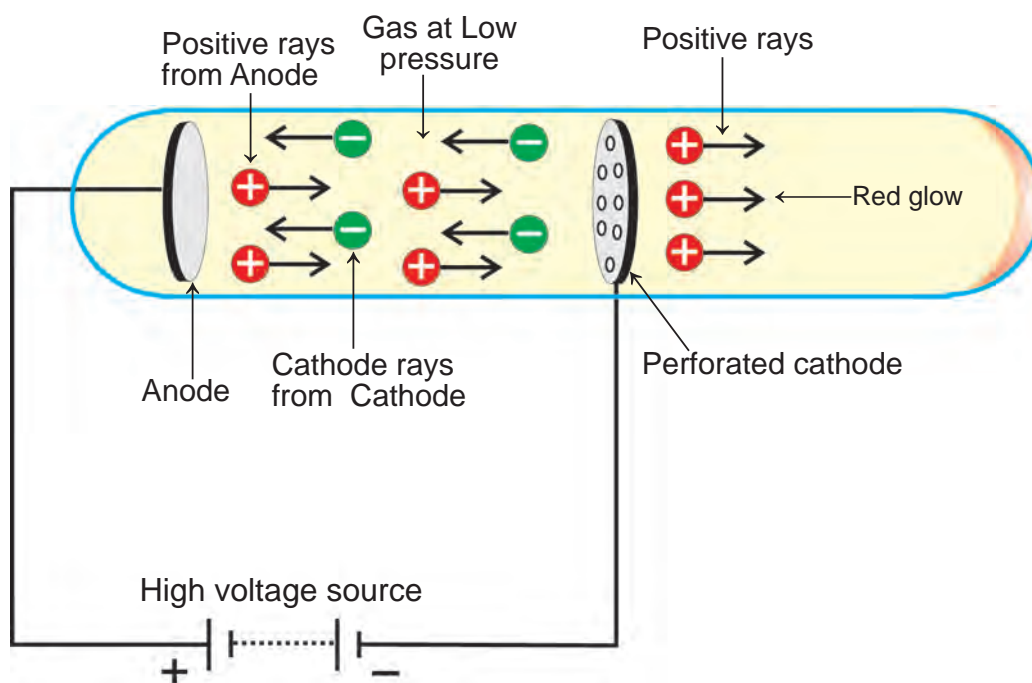 Positive rays
from Anode
Gas at Low
pressure
Positive rays
Red glow
Anode
Cathode rays
from Cathode
Perforated cathode
High voltage source
+
−